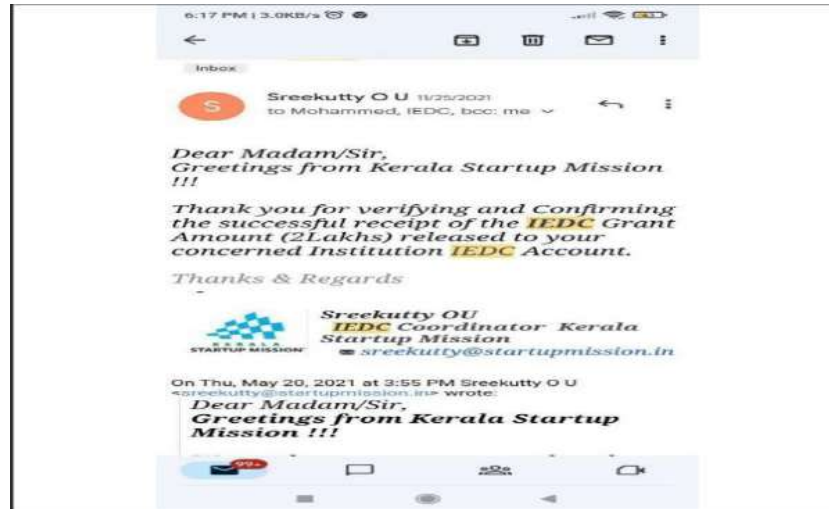 6:17 PM | 3.0KB/s
Inbox
S
Sreekutty O U 11/25/2021
to Mohammed, IEDC, bcc: me
Dear Madam/Sir,
Greetings from Kerala Startup Mission
!!!
Thank you for verifying and Confirming
the successful receipt of the IEDC Grant
Amount (2Lakhs) released to your
concerned Institution IEDC Account.
Thanks & Regards
KERALA
STARTUP MISSION
Sreekutty OU
IEDC Coordinator Kerala
Startup Mission
sreekutty@startupmission.in
On Thu, May 20, 2021 at 3:55 PM Sreekutty O U
<sreekutty@startupmission.in> wrote:
Dear Madam/Sir,
Greetings from Kerala Startup
Mission !!!
99+